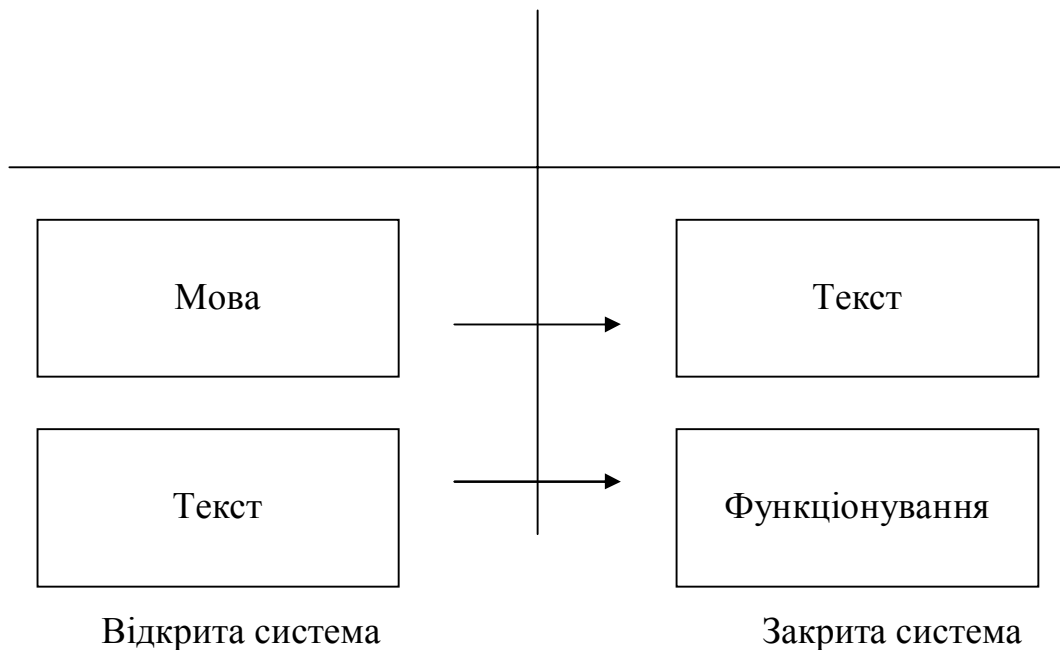 Мова
Текст
Текст
Функціонування
Відкрита система
Закрита система